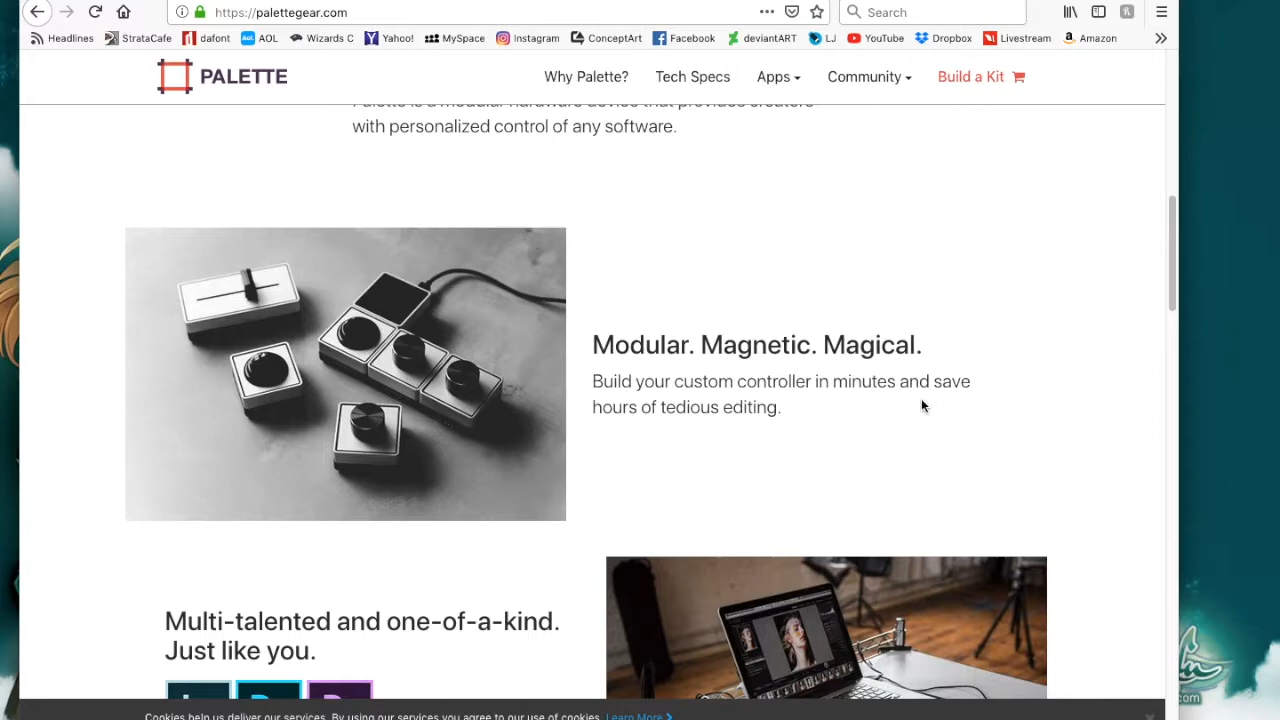 https://palettegear.com
Search
Headlines StrataCafe dafont AOL Wizards C Yahoo! MySpace Instagram ConceptArt Facebook deviantART LJ YouTube Dropbox Livestream Amazon
PALETTE Why Palette? Tech Specs Apps Community Build a Kit
Palette is a modular hardware device that provides creators
with personalized control of any software.
Modular. Magnetic. Magical.
Build your custom controller in minutes and save
hours of tedious editing.
Multi-talented and one-of-a-kind.
Just like you.
Cookies help us deliver our services. By using our services you agree to our use of cookies. Learn More
.com